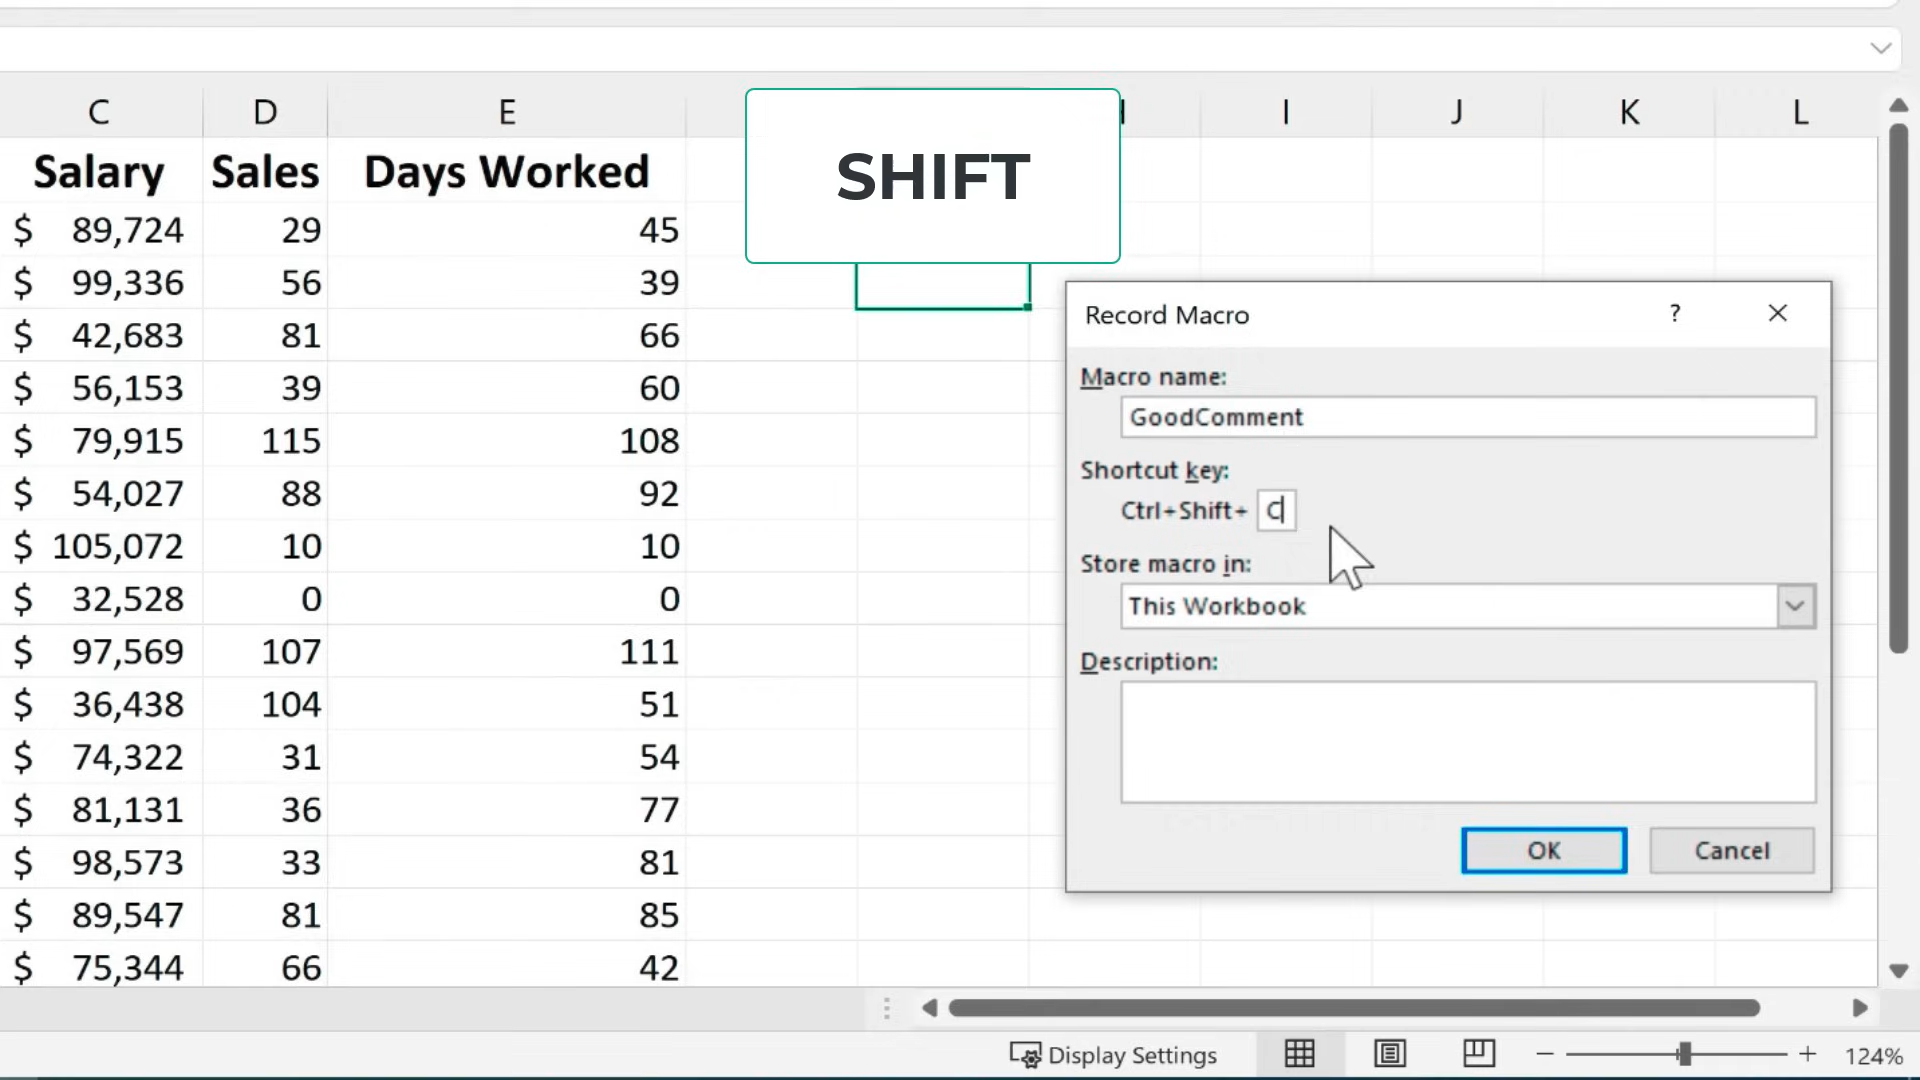 C D E I J K L
SHIFT
Salary Sales Days Worked
$ 89,724 29 45
$ 99,336 56 39
$ 42,683 81 66
$ 56,153 39 60
$ 79,915 115 108
$ 54,027 88 92
$ 105,072 10 10
$ 32,528 0 0
$ 97,569 107 111
$ 36,438 104 51
$ 74,322 31 54
$ 81,131 36 77
$ 98,573 33 81
$ 89,547 81 85
$ 75,344 66 42
Record Macro ?
Macro name:
GoodComment
Shortcut key:
Ctrl+Shift+ C
Store macro in:
This Workbook
Description:
OK Cancel
Display Settings 124%